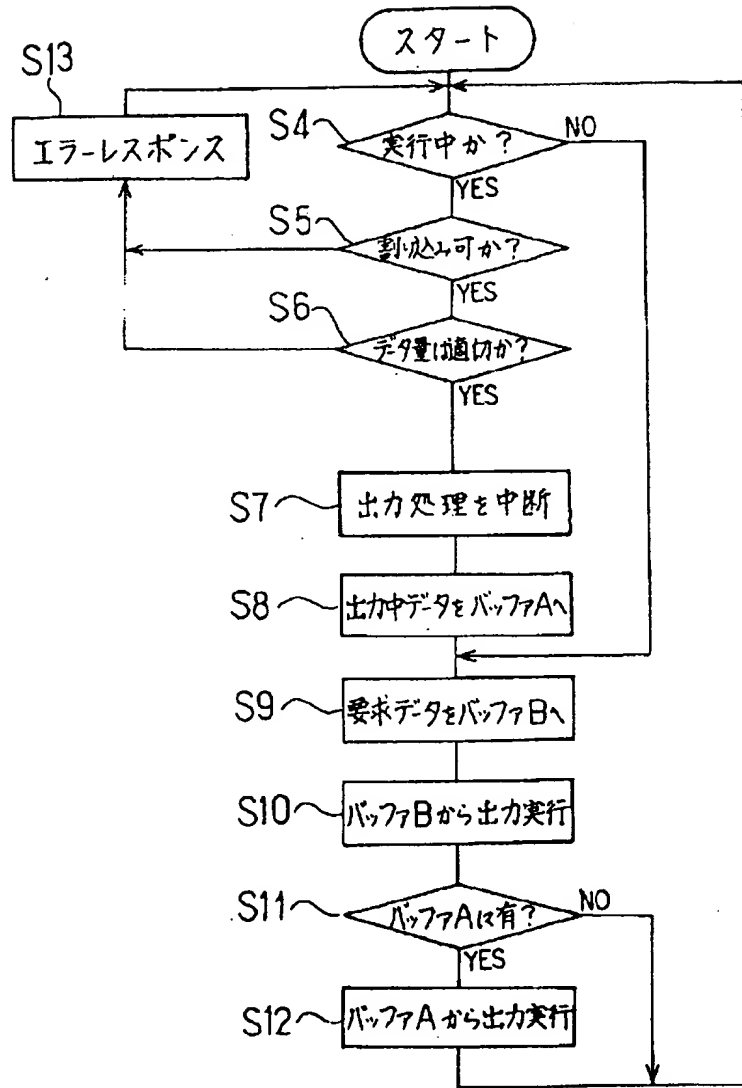 スタート
S13
エラーレスポンス
S4
実行中か?
NO
YES
S5
割り込み可か?
YES
S6
データ量は適切か?
YES
S7
出力処理を中断
S8
出力中データをバッファAへ
S9
要求データをバッファBへ
S10
バッファBから出力実行
S11
バッファAに有?
NO
YES
S12
バッファAから出力実行